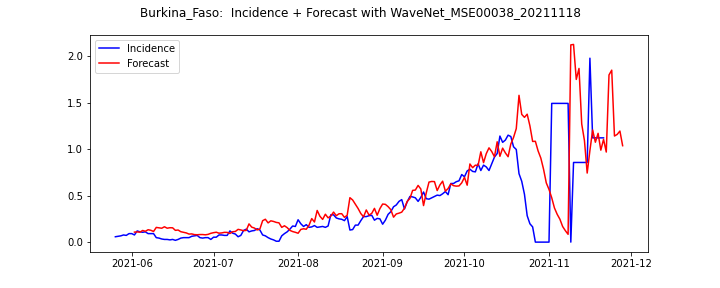 Burkina_Faso:  Incidence + Forecast with WaveNet_MSE00038_20211118
Incidence
Forecast
2.0
1.5
1.0
0.5
0.0
2021-06 2021-07 2021-08 2021-09 2021-10 2021-11 2021-12